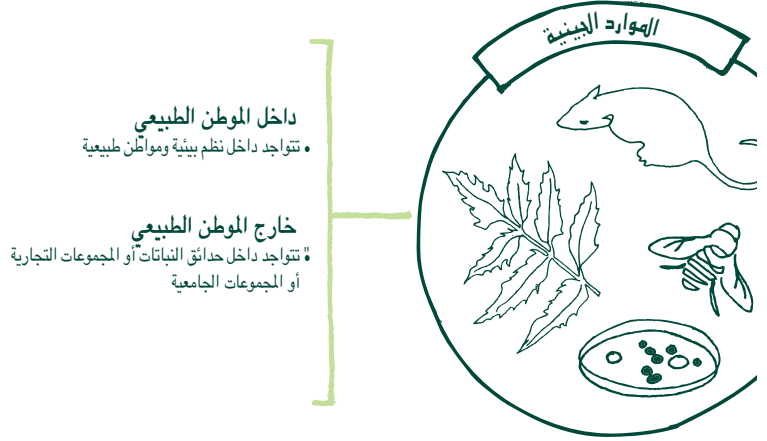 الموارد الجينية
داخل الموطن الطبيعي
• تتواجد داخل نظم بيئية ومواطن طبيعية
خارج الموطن الطبيعي
" تتواجد داخل حدائق النباتات أو المجموعات التجارية
أو المجموعات الجامعية